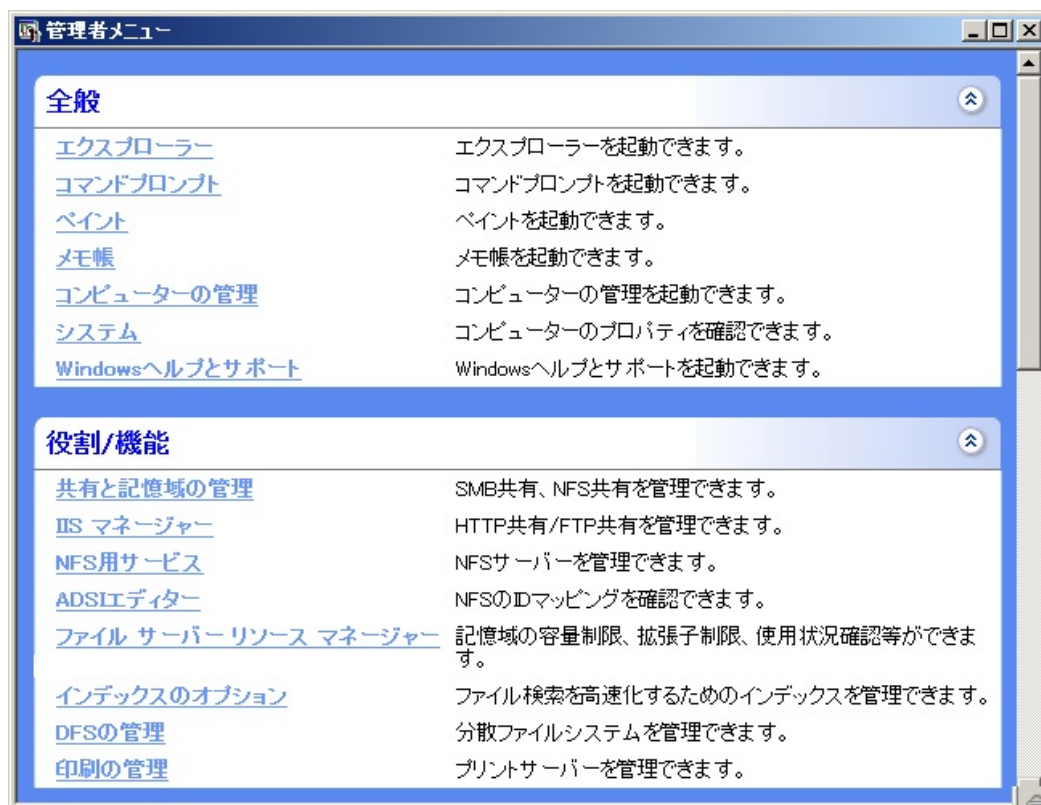 管理者メニュー
全般
エクスプローラー エクスプローラーを起動できます。
コマンドプロンプト コマンドプロンプトを起動できます。
ペイント ペイントを起動できます。
メモ帳 メモ帳を起動できます。
コンピューターの管理 コンピューターの管理を起動できます。
システム コンピューターのプロパティを確認できます。
Windowsヘルプとサポート Windowsヘルプとサポートを起動できます。
役割/機能
共有と記憶域の管理 SMB共有、NFS共有を管理できます。
IIS マネージャー HTTP共有/FTP共有を管理できます。
NFS用サービス NFSサーバーを管理できます。
ADSIエディター NFSのIDマッピングを確認できます。
ファイル サーバー リソース マネージャー 記憶域の容量制限、拡張子制限、使用状況確認等ができま
す。
インデックスのオプション ファイル検索を高速化するためのインデックスを管理できます。
DFSの管理 分散ファイルシステムを管理できます。
印刷の管理 プリントサーバーを管理できます。